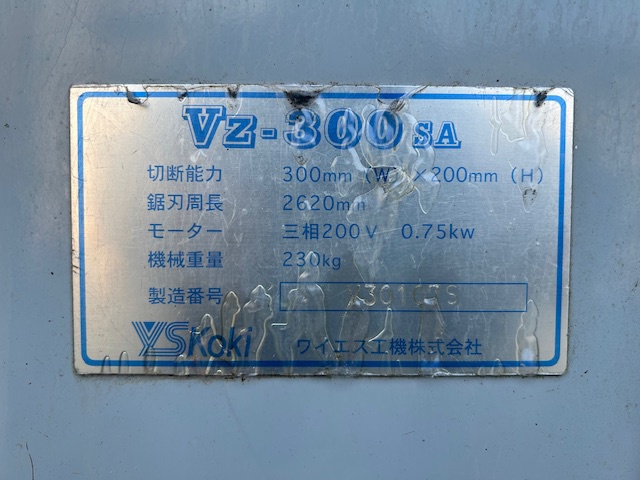 Vz-300 SA
切断能力 300mm (W) ×200mm (H)
鋸刃周長 2620mm
モーター 三相200V 0.75kw
機械重量 230kg
製造番号
YSKoki ワイエス工機株式会社